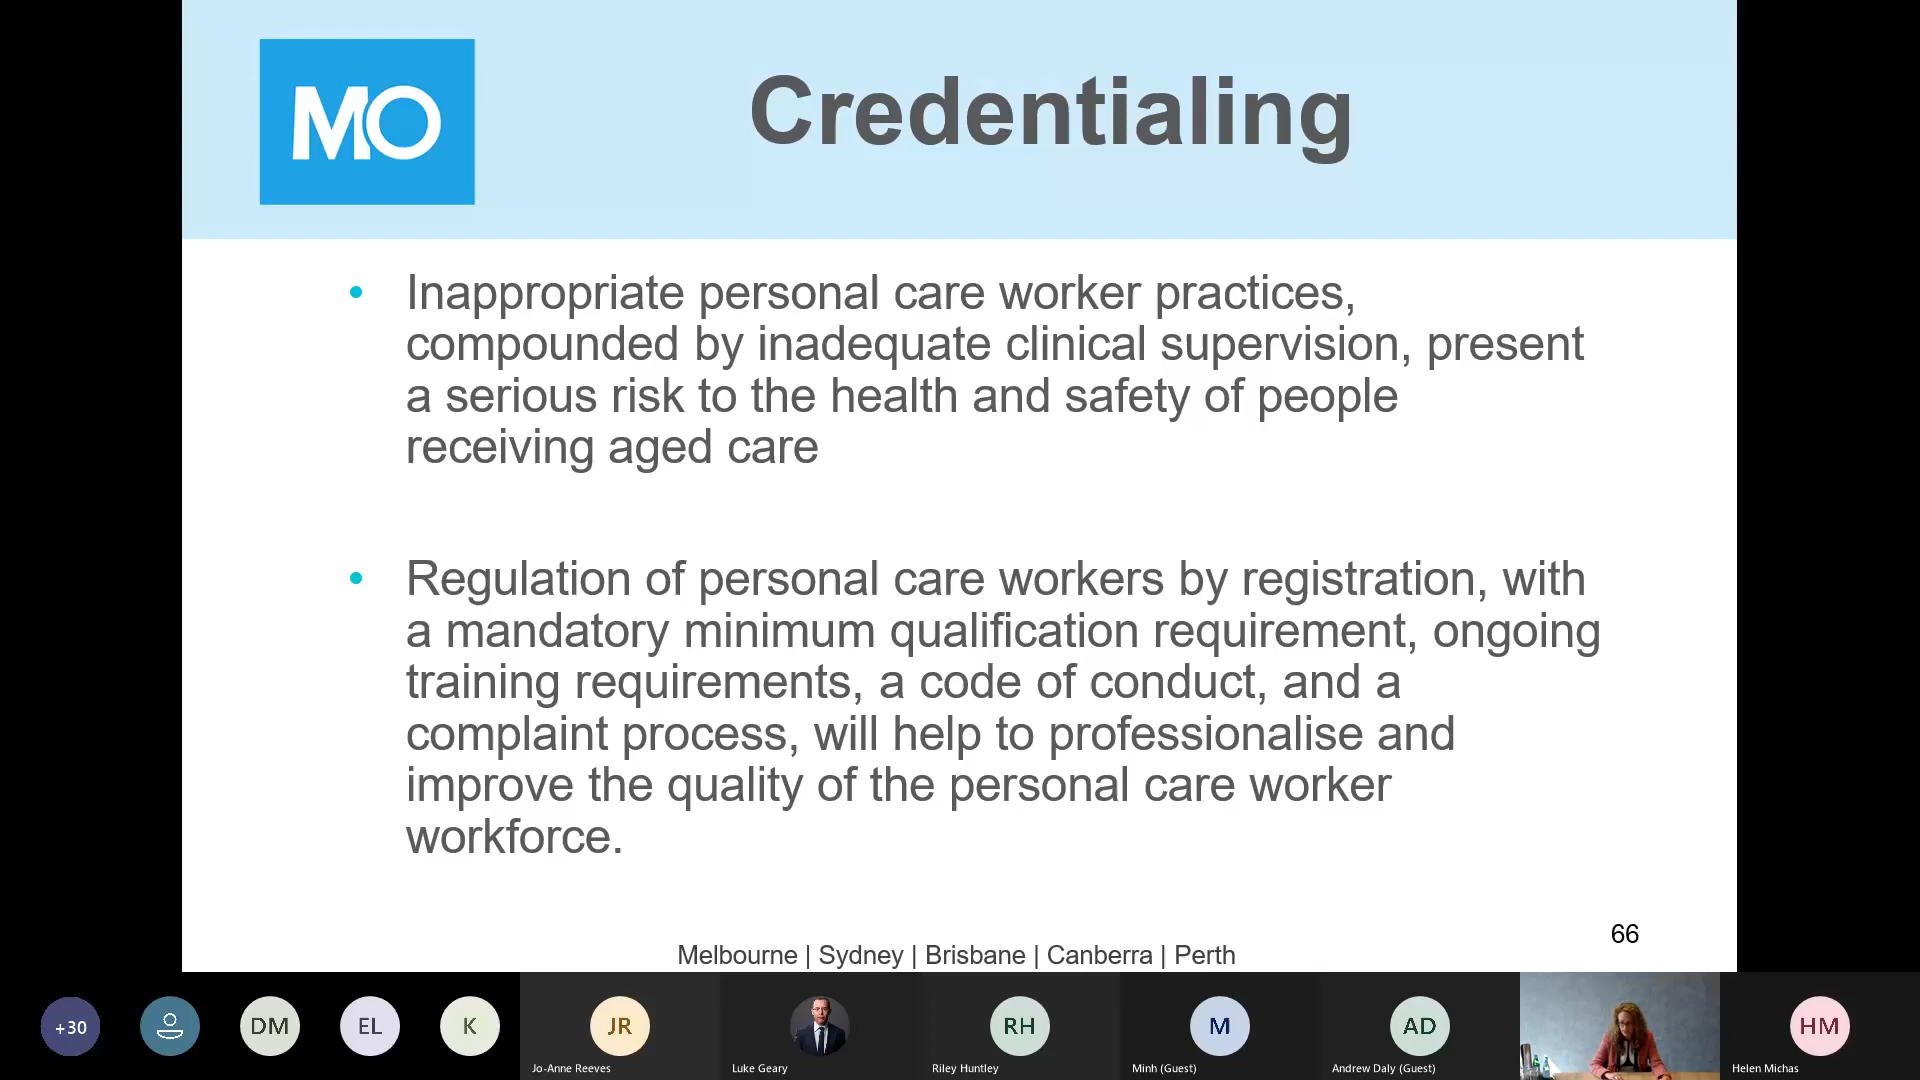 MO
Credentialing
• Inappropriate personal care worker practices,
compounded by inadequate clinical supervision, present
a serious risk to the health and safety of people
receiving aged care
• Regulation of personal care workers by registration, with
a mandatory minimum qualification requirement, ongoing
training requirements, a code of conduct, and a
complaint process, will help to professionalise and
improve the quality of the personal care worker
workforce.
66
Melbourne | Sydney | Brisbane | Canberra | Perth
+30 DM EL K JR RH M AD HM
Jo-Anne Reeves Luke Geary Riley Huntley Minh (Guest) Andrew Daly (Guest) Helen Michas